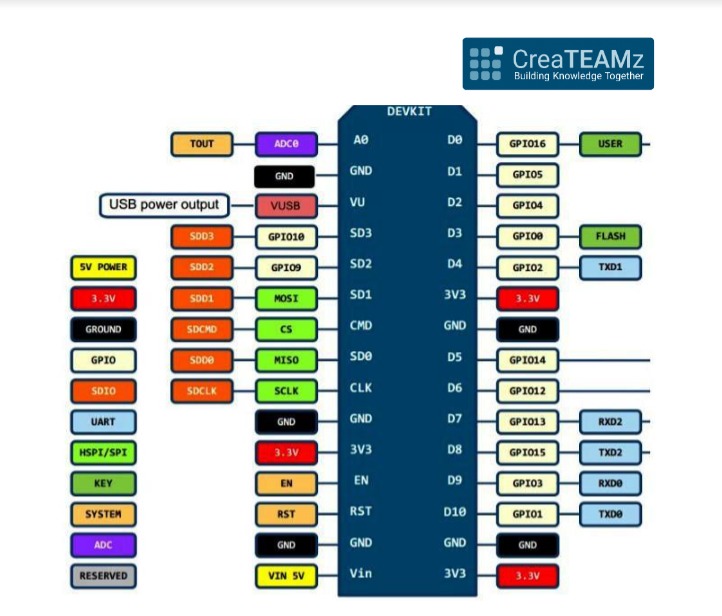 CreaTEAMz
Building Knowledge Together
DEVKIT
TOUT ADC0 A0 D0 GPIO16 USER
GND GND D1 GPIO5
USB power output VUSB VU D2 GPIO4
SDD3 GPIO10 SD3 D3 GPIO0 FLASH
5V POWER SDD2 GPIO9 SD2 D4 GPIO2 TXD1
3.3V SDD1 MOSI SD1 3V3 3.3V
GROUND SDCMD CS CMD GND GND
GPIO SDD0 MISO SD0 D5 GPIO14
SDIO SDCLK SCLK CLK D6 GPIO12
UART GND GND D7 GPIO13 RXD2
HSPI/SPI 3.3V 3V3 D8 GPIO15 TXD2
KEY EN EN D9 GPIO3 RXD0
SYSTEM RST RST D10 GPIO1 TXD0
ADC GND GND GND GND
RESERVED VIN 5V Vin 3V3 3.3V